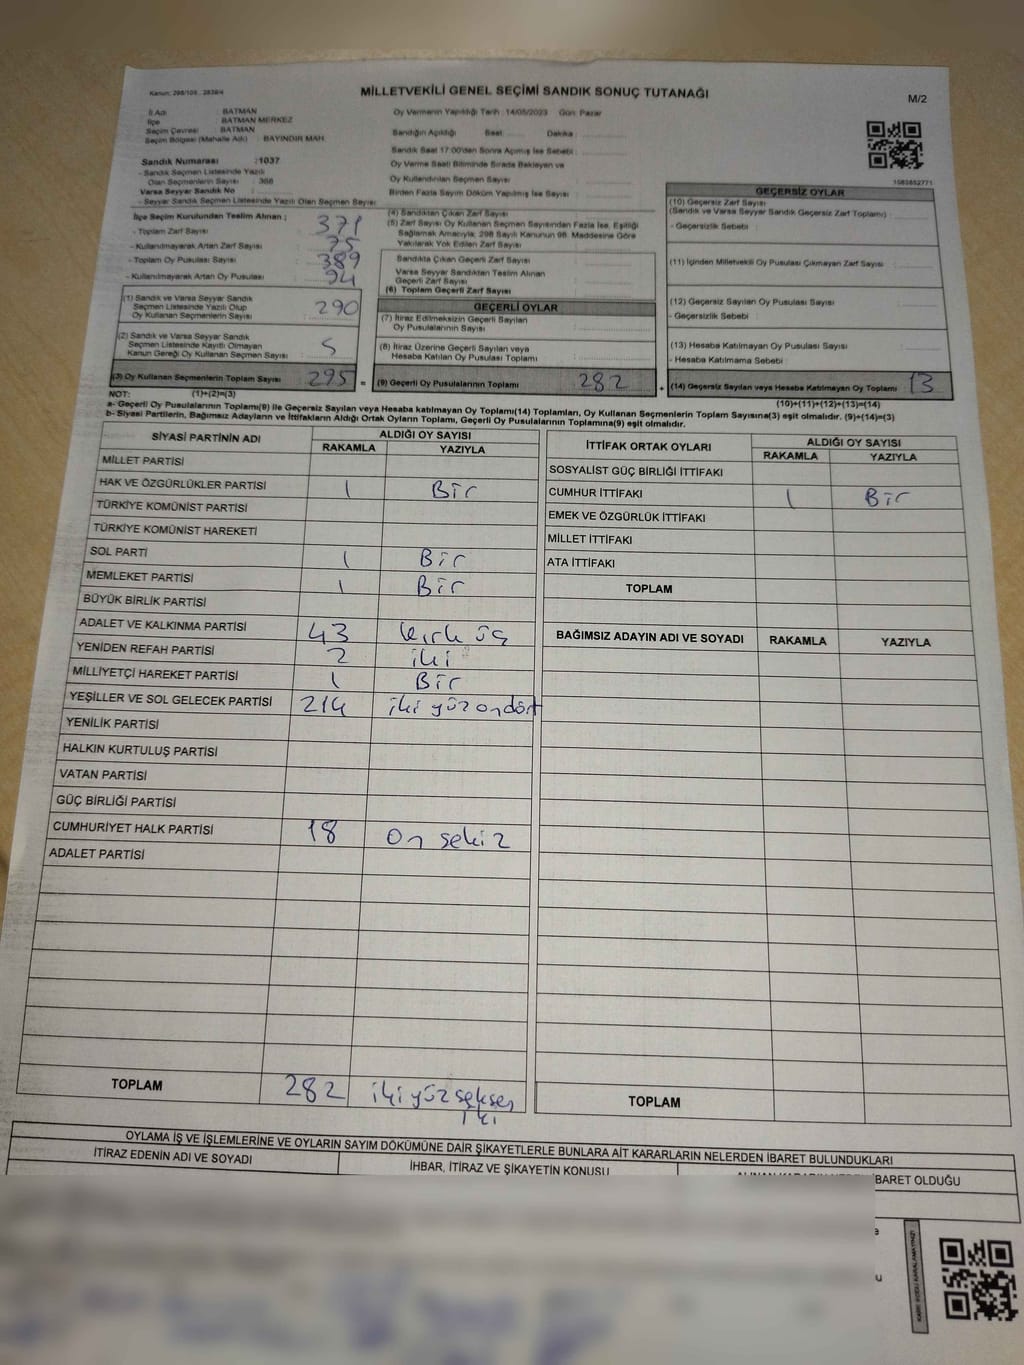 Kanun: 298/105 , 2839/4
MİLLETVEKİLİ GENEL SEÇİMİ SANDIK SONUÇ TUTANAĞI
M/2
İl Adı : BATMAN
İlçe : BATMAN MERKEZ
Seçim Çevresi : BATMAN
Seçim Bölgesi (Mahalle Adı) : BAYINDIR MAH.
Oy Vermenin Yapıldığı Tarih : 14/05/2023 Gün: Pazar
Sandığın Açıldığı Saat: Dakika :
Sandık Saat 17:00'den Sonra Açılmış İse Sebebi :
Oy Verme Saati Bitiminde Sırada Bekleyen ve
Oy Kullandırılan Seçmen Sayısı :
Birden Fazla Sayım Döküm Yapılmış İse Sayısı :
Sandık Numarası : 1037
- Sandık Seçmen Listesinde Yazılı
Olan Seçmenlerin Sayısı : 356
Varsa Seyyar Sandık No :
- Seyyar Sandık Seçmen Listesinde Yazılı Olan Seçmen Sayısı
1083852771
İlçe Seçim Kurulundan Teslim Alınan ;
- Toplam Zarf Sayısı : 371
- Kullanılmayarak Artan Zarf Sayısı : 75
- Toplam Oy Pusulası Sayısı : 389
- Kullanılmayarak Artan Oy Pusulası : 94
(1) Sandık ve Varsa Seyyar Sandık
Seçmen Listesinde Yazılı Olup
Oy Kullanan Seçmenlerin Sayısı : 290
(2) Sandık ve Varsa Seyyar Sandık
Seçmen Listesinde Kayıtlı Olmayan
Kanun Gereği Oy Kullanan Seçmen Sayısı : 5
(3) Oy Kullanan Seçmenlerin Toplam Sayısı : 295 =
(4) Sandıktan Çıkan Zarf Sayısı :
(5) Zarf Sayısı Oy Kullanan Seçmen Sayısından Fazla İse, Eşitliği
Sağlamak Amacıyla, 298 Sayılı Kanunun 98. Maddesine Göre
Yakılarak Yok Edilen Zarf Sayısı :
Sandıkta Çıkan Geçerli Zarf Sayısı :
Varsa Seyyar Sandıktan Teslim Alınan
Geçerli Zarf Sayısı :
(6) Toplam Geçerli Zarf Sayısı :
GEÇERLİ OYLAR
(7) İtiraz Edilmeksizin Geçerli Sayılan
Oy Pusulalarının Sayısı :
(8) İtiraz Üzerine Geçerli Sayılan veya
Hesaba Katılan Oy Pusulası Toplamı :
(9) Geçerli Oy Pusulalarının Toplamı : 282 +
GEÇERSİZ OYLAR
(10) Geçersiz Zarf Sayısı
(Sandık ve Varsa Seyyar Sandık Geçersiz Zarf Toplamı) :
- Geçersizlik Sebebi :
(11) İçinden Milletvekili Oy Pusulası Çıkmayan Zarf Sayısı :
(12) Geçersiz Sayılan Oy Pusulası Sayısı :
- Geçersizlik Sebebi :
(13) Hesaba Katılmayan Oy Pusulası Sayısı :
- Hesaba Katılmama Sebebi :
(14) Geçersiz Sayılan veya Hesaba Katılmayan Oy Toplamı : 13
NOT: (1)+(2)=(3)
(10)+(11)+(12)+(13)=(14)
a- Geçerli Oy Pusulalarının Toplamı(9) ile Geçersiz Sayılan veya Hesaba katılmayan Oy Toplamı(14) Toplamları, Oy Kullanan Seçmenlerin Toplam Sayısına(3) eşit olmalıdır. (9)+(14)=(3)
b- Siyasi Partilerin, Bağımsız Adayların ve İttifakların Aldığı Ortak Oyların Toplamı, Geçerli Oy Pusulalarının Toplamına(9) eşit olmalıdır.
SİYASİ PARTİNİN ADI ALDIĞI OY SAYISI
RAKAMLA YAZIYLA
MİLLET PARTİSİ
HAK VE ÖZGÜRLÜKLER PARTİSİ 1 Bir
TÜRKİYE KOMÜNİST PARTİSİ
TÜRKİYE KOMÜNİST HAREKETİ
SOL PARTİ 1 Bir
MEMLEKET PARTİSİ 1 Bir
BÜYÜK BİRLİK PARTİSİ
ADALET VE KALKINMA PARTİSİ 43 kırk üç
YENİDEN REFAH PARTİSİ 2 iki
MİLLİYETÇİ HAREKET PARTİSİ 1 Bir
YEŞİLLER VE SOL GELECEK PARTİSİ 214 iki yüz ondört
YENİLİK PARTİSİ
HALKIN KURTULUŞ PARTİSİ
VATAN PARTİSİ
GÜÇ BİRLİĞİ PARTİSİ
CUMHURİYET HALK PARTİSİ 18 on sekiz
ADALET PARTİSİ
TOPLAM 282 iki yüz seksen
iki
İTTİFAK ORTAK OYLARI ALDIĞI OY SAYISI
RAKAMLA YAZIYLA
SOSYALİST GÜÇ BİRLİĞİ İTTİFAKI
CUMHUR İTTİFAKI 1 Bir
EMEK VE ÖZGÜRLÜK İTTİFAKI
MİLLET İTTİFAKI
ATA İTTİFAKI
TOPLAM
BAĞIMSIZ ADAYIN ADI VE SOYADI RAKAMLA YAZIYLA
TOPLAM
OYLAMA İŞ VE İŞLEMLERİNE VE OYLARIN SAYIM DÖKÜMÜNE DAİR ŞİKAYETLERLE BUNLARA AİT KARARLARIN NELERDEN İBARET BULUNDUKLARI
İTİRAZ EDENİN ADI VE SOYADI
İHBAR, İTİRAZ VE ŞİKAYETİN KONUSU
İBARET OLDUĞU
KARE KODU KARALAMAYINIZ!